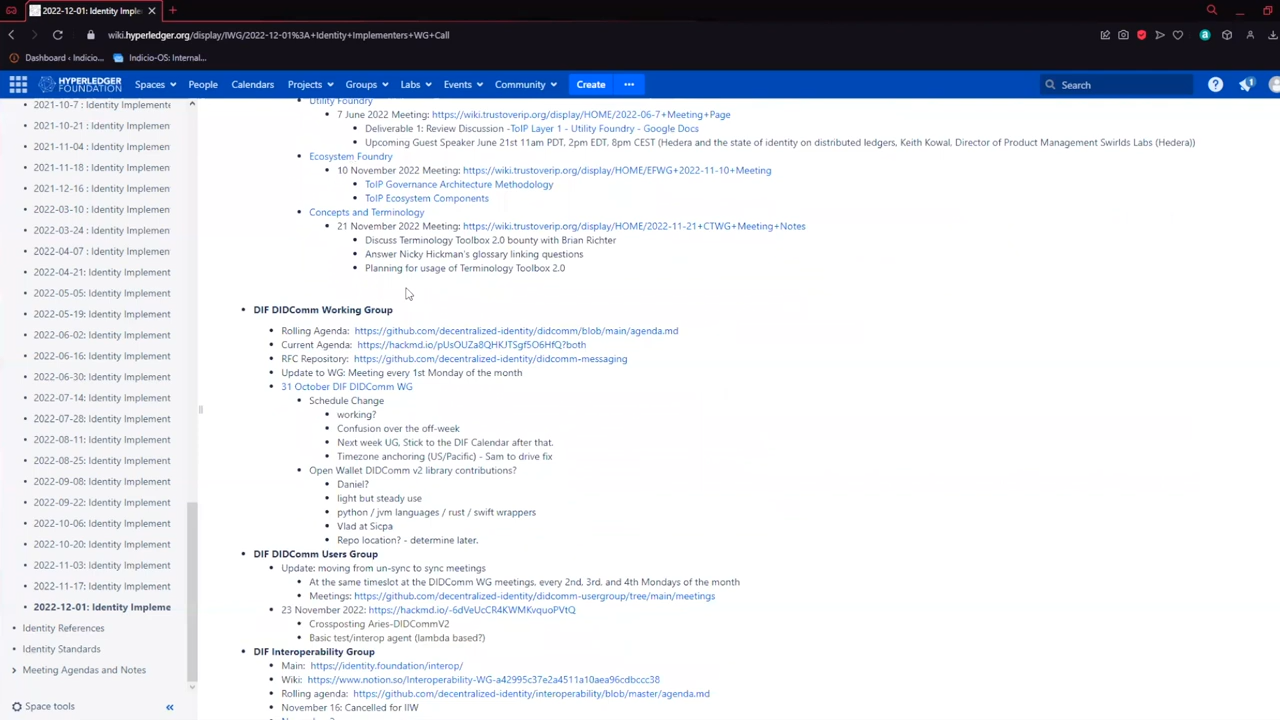 2022-12-01: Identity Imple
wiki.hyperledger.org/display/IWG/2022-12-01%3A+Identity+Implementers+WG+Call
Dashboard ‹ Indicio...
Indicio-OS: Internal...
HYPERLEDGER FOUNDATION
Spaces
People
Calendars
Projects
Groups
Labs
Events
Community
Create
Search
2021-10-7 : Identity Implemente
2021-10-21 : Identity Implemen
2021-11-04 : Identity Implemen
2021-11-18 : Identity Implemen
2021-12-16 : Identity Implemen
2022-03-10 : Identity Implemen
2022-03-24 : Identity Implemen
2022-04-07 : Identity Implemen
2022-04-21: Identity Implement
2022-05-05: Identity Implement
2022-05-19: Identity Implement
2022-06-02: Identity Implement
2022-06-16: Identity Implement
2022-06-30: Identity Implement
2022-07-14: Identity Implement
2022-07-28: Identity Implement
2022-08-11: Identity Implement
2022-08-25: Identity Implement
2022-09-08: Identity Implement
2022-09-22: Identity Implement
2022-10-06: Identity Implement
2022-10-20: Identity Implement
2022-11-03: Identity Implement
2022-11-17: Identity Implement
2022-12-01: Identity Impleme
Identity References
Identity Standards
Meeting Agendas and Notes
Space tools
Utility Foundry
7 June 2022 Meeting: https://wiki.trustoverip.org/display/HOME/2022-06-7+Meeting+Page
Deliverable 1: Review Discussion -ToIP Layer 1 - Utility Foundry - Google Docs
Upcoming Guest Speaker June 21st 11am PDT, 2pm EDT, 8pm CEST (Hedera and the state of identity on distributed ledgers, Keith Kowal, Director of Product Management Swirlds Labs (Hedera))
Ecosystem Foundry
10 November 2022 Meeting: https://wiki.trustoverip.org/display/HOME/EFWG+2022-11-10+Meeting
ToIP Governance Architecture Methodology
ToIP Ecosystem Components
Concepts and Terminology
21 November 2022 Meeting: https://wiki.trustoverip.org/display/HOME/2022-11-21+CTWG+Meeting+Notes
Discuss Terminology Toolbox 2.0 bounty with Brian Richter
Answer Nicky Hickman's glossary linking questions
Planning for usage of Terminology Toolbox 2.0
DIF DIDComm Working Group
Rolling Agenda: https://github.com/decentralized-identity/didcomm/blob/main/agenda.md
Current Agenda: https://hackmd.io/pUsOUZa8QHKJTSgf5O6HfQ?both
RFC Repository: https://github.com/decentralized-identity/didcomm-messaging
Update to WG: Meeting every 1st Monday of the month
31 October DIF DIDComm WG
Schedule Change
working?
Confusion over the off-week
Next week UG, Stick to the DIF Calendar after that.
Timezone anchoring (US/Pacific) - Sam to drive fix
Open Wallet DIDComm v2 library contributions?
Daniel?
light but steady use
python / jvm languages / rust / swift wrappers
Vlad at Sicpa
Repo location? - determine later.
DIF DIDComm Users Group
Update: moving from un-sync to sync meetings
At the same timeslot at the DIDComm WG meetings, every 2nd, 3rd, and 4th Mondays of the month
Meetings: https://github.com/decentralized-identity/didcomm-usergroup/tree/main/meetings
23 November 2022: https://hackmd.io/-6dVeUcCR4KWMKvquoPVtQ
Crossposting Aries-DIDCommV2
Basic test/interop agent (lambda based?)
DIF Interoperability Group
Main: https://identity.foundation/interop/
Wiki: https://www.notion.so/Interoperability-WG-a42995c37e2a4511a10aea96cdbccc38
Rolling agenda: https://github.com/decentralized-identity/interoperability/blob/master/agenda.md
November 16: Cancelled for IIW